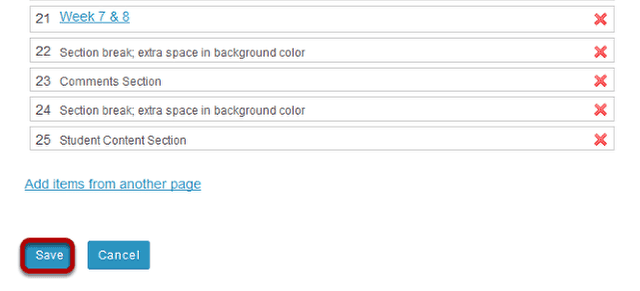 21 Week 7 & 8
22 Section break; extra space in background color
23 Comments Section
24 Section break; extra space in background color
25 Student Content Section
Add items from another page
Save Cancel